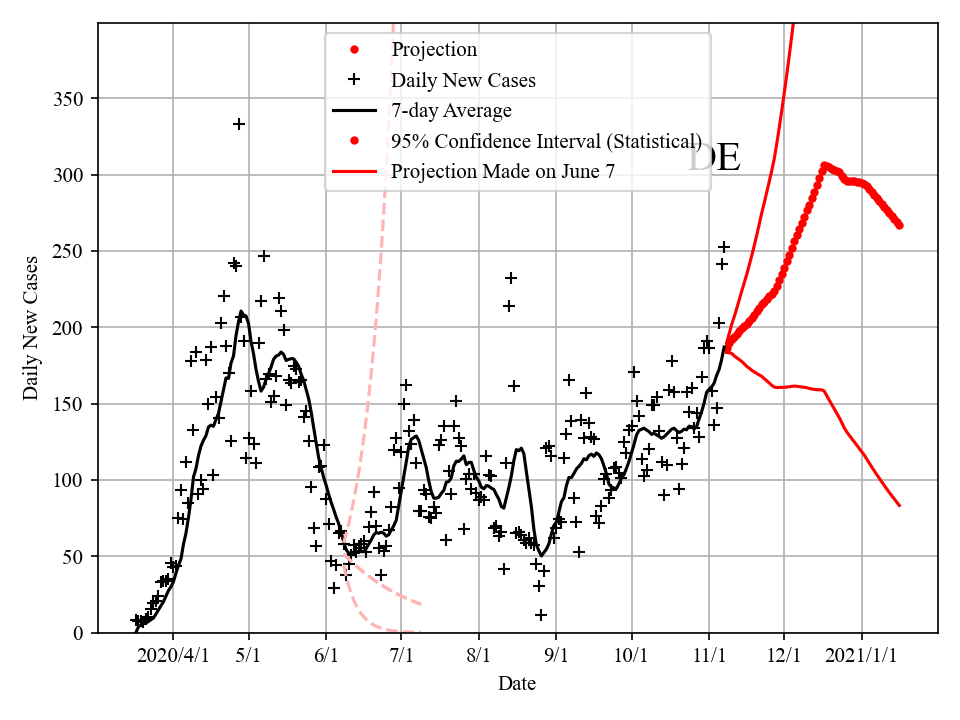 Projection
Daily New Cases
7-day Average
95% Confidence Interval (Statistical)
Projection Made on June 7
DE
Daily New Cases
350
300
250
200
150
100
50
0
2020/4/1 5/1 6/1 7/1 8/1 9/1 10/1 11/1 12/1 2021/1/1
Date